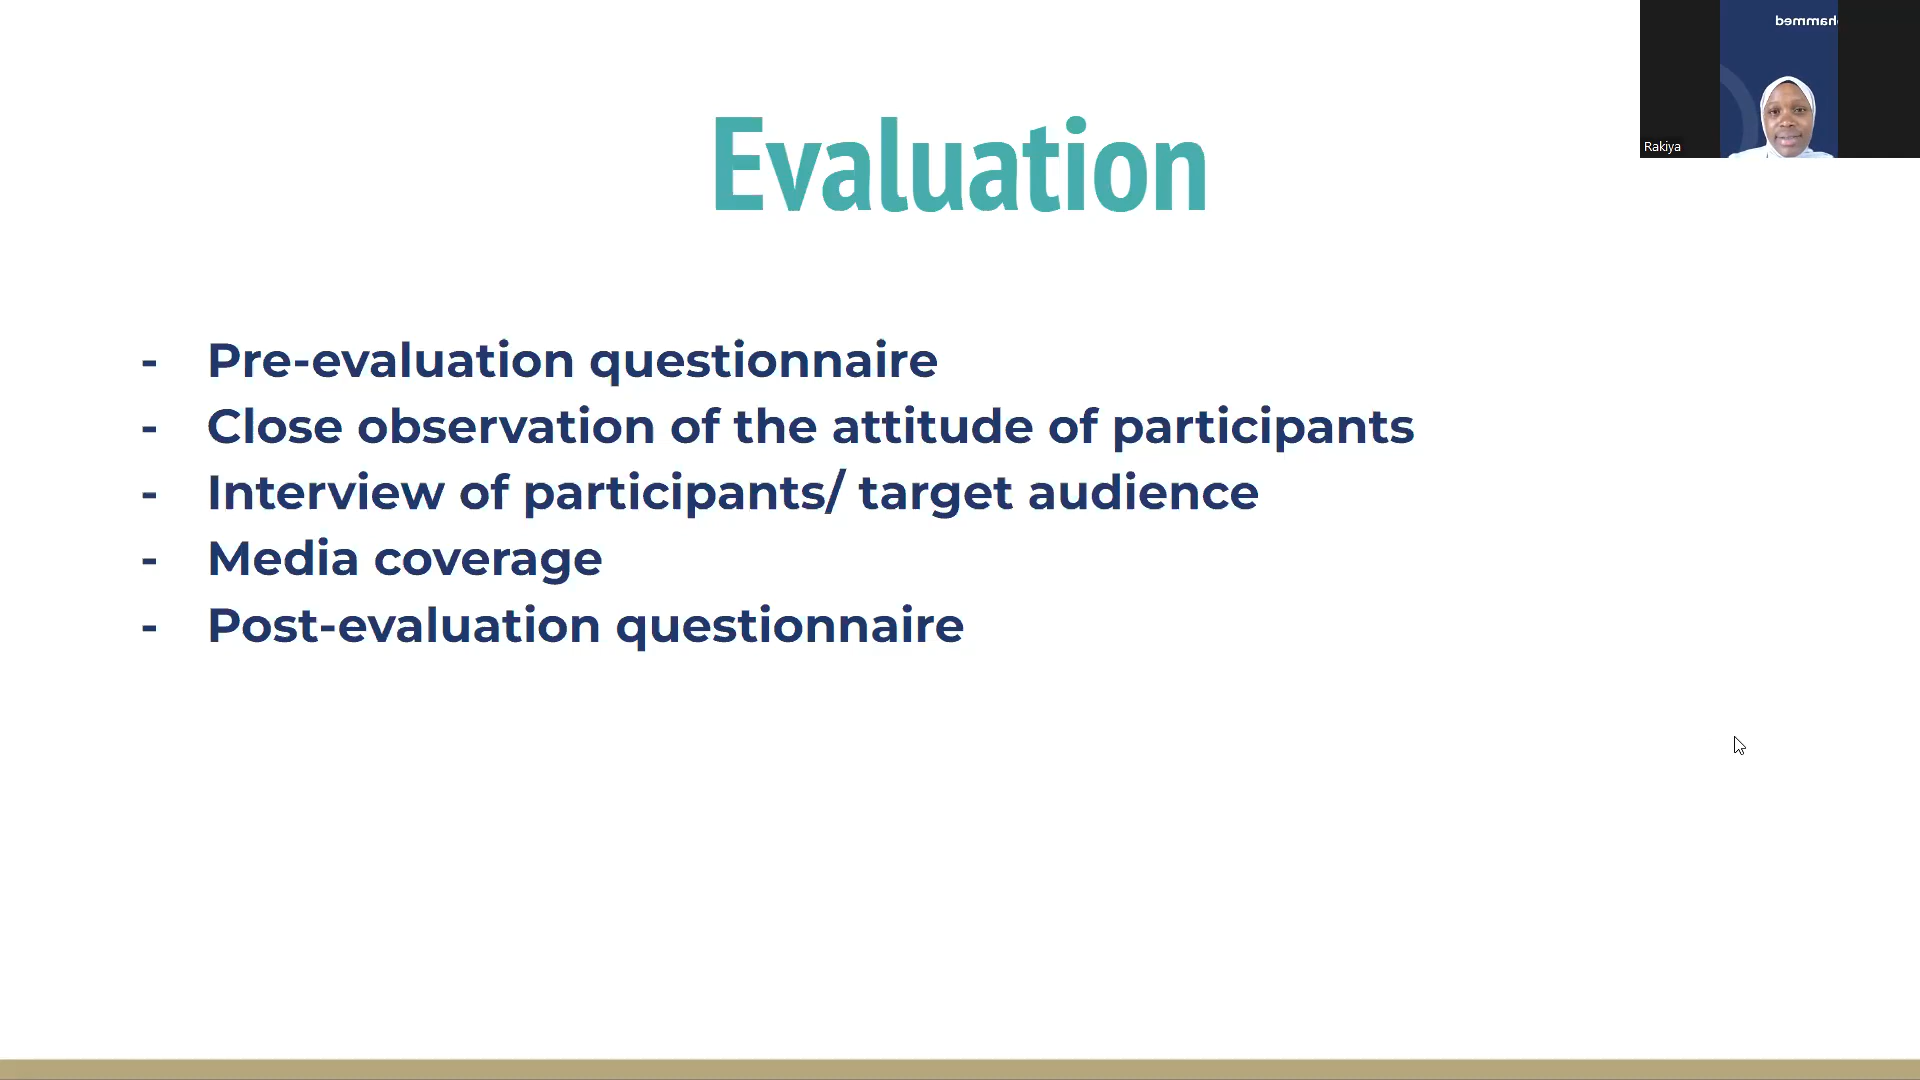 Evaluation
- Pre-evaluation questionnaire
- Close observation of the attitude of participants
- Interview of participants/ target audience
- Media coverage
- Post-evaluation questionnaire
Rakiya